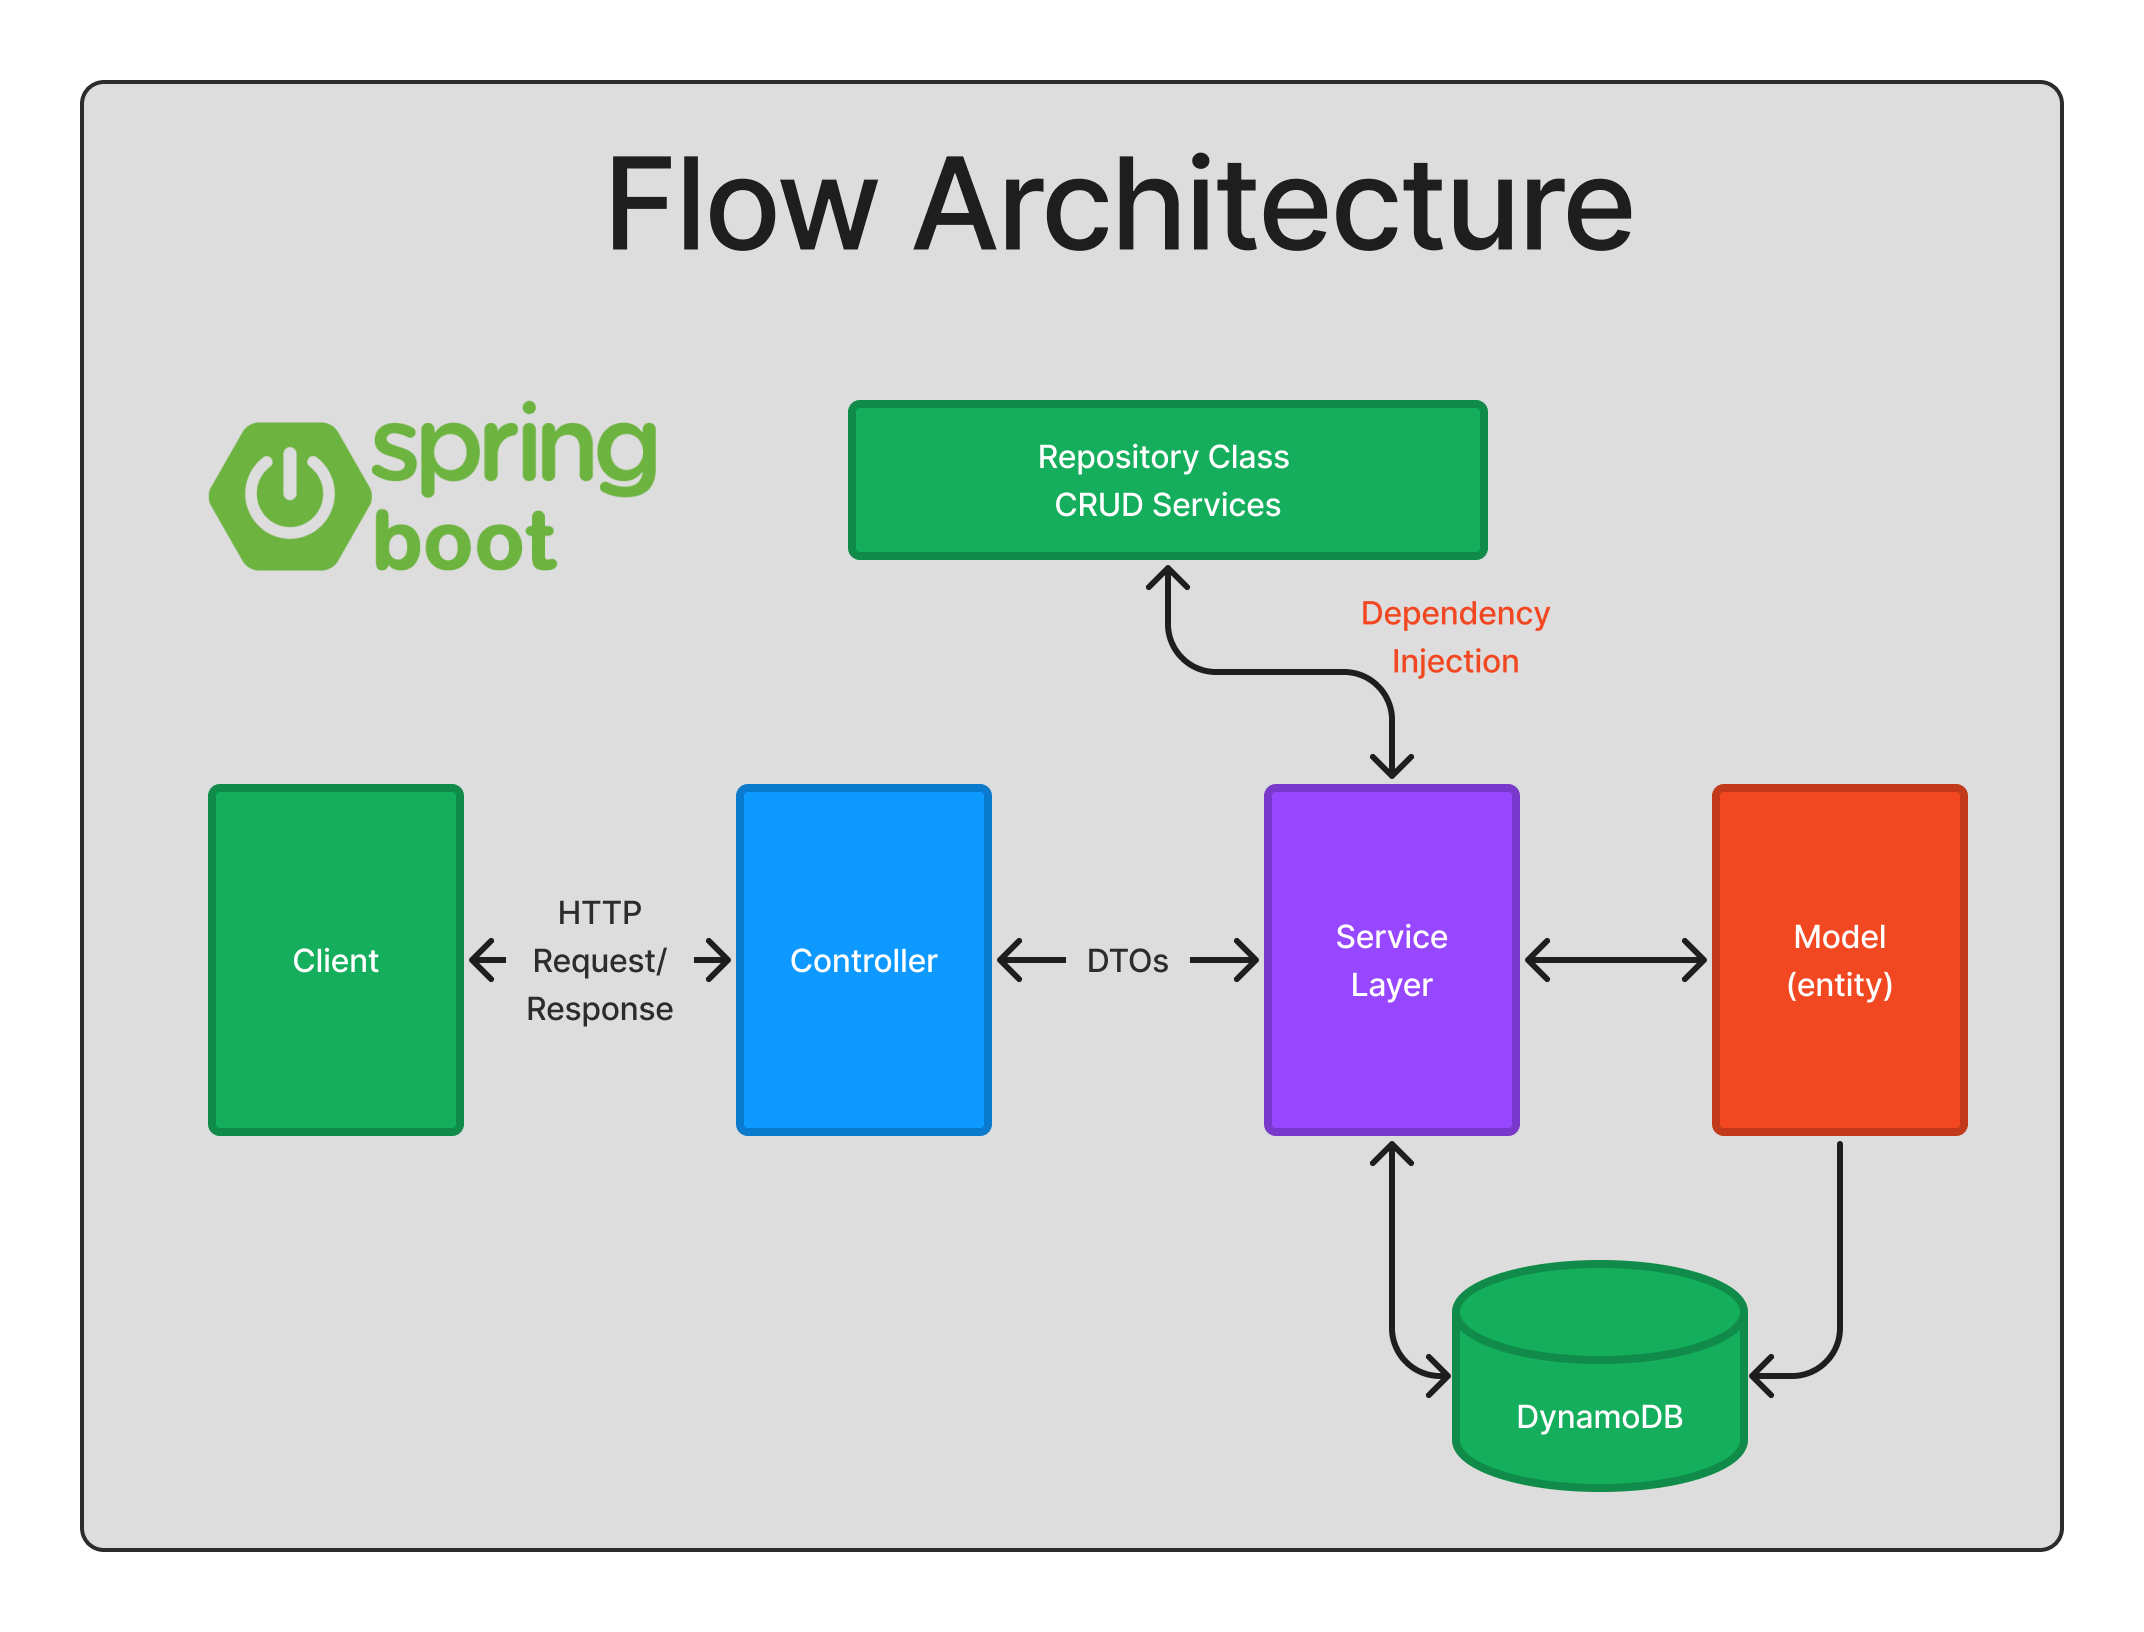 Flow Architecture
spring
boot
Repository Class
CRUD Services
Dependency
Injection
Client
HTTP
Request/
Response
Controller
DTOs
Service
Layer
Model
(entity)
DynamoDB